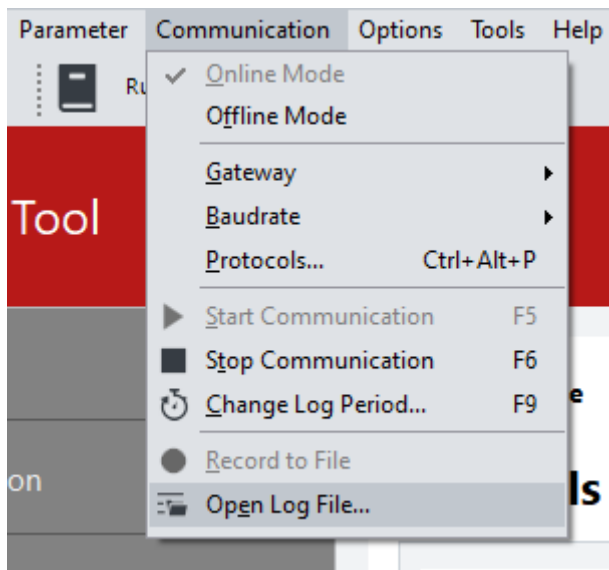 Parameter Communication Options Tools Help
Ru
Online Mode
Offline Mode
Tool
Gateway
Baudrate
Protocols... Ctrl+Alt+P
Start Communication F5
Stop Communication F6
Change Log Period... F9
e
Record to File
on
ls
Open Log File...